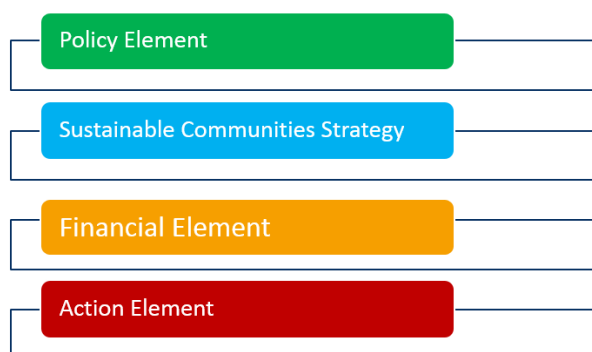 Policy Element
Sustainable Communities Strategy
Financial Element
Action Element